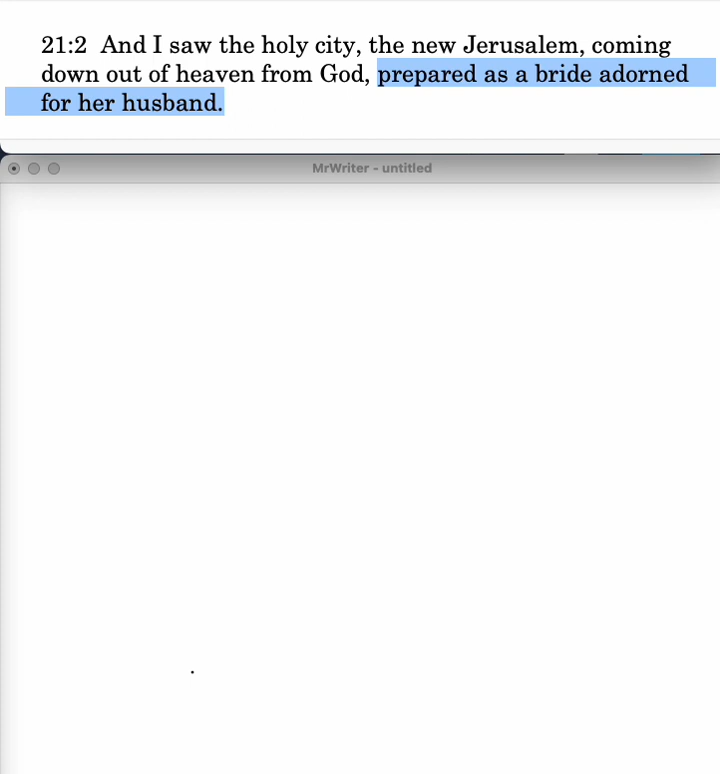 21:2 And I saw the holy city, the new Jerusalem, coming
down out of heaven from God, prepared as a bride adorned
for her husband.
MrWriter - untitled
.